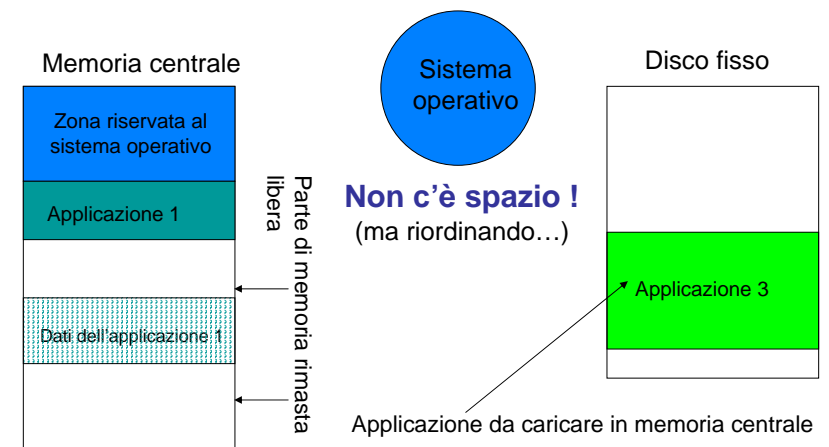 Memoria centrale
Zona riservata al
sistema operativo
Applicazione 1
Dati dell'applicazione 1
Parte di memoria rimasta
libera
Sistema
operativo
Non c'è spazio !
(ma riordinando…)
Disco fisso
Applicazione 3
Applicazione da caricare in memoria centrale